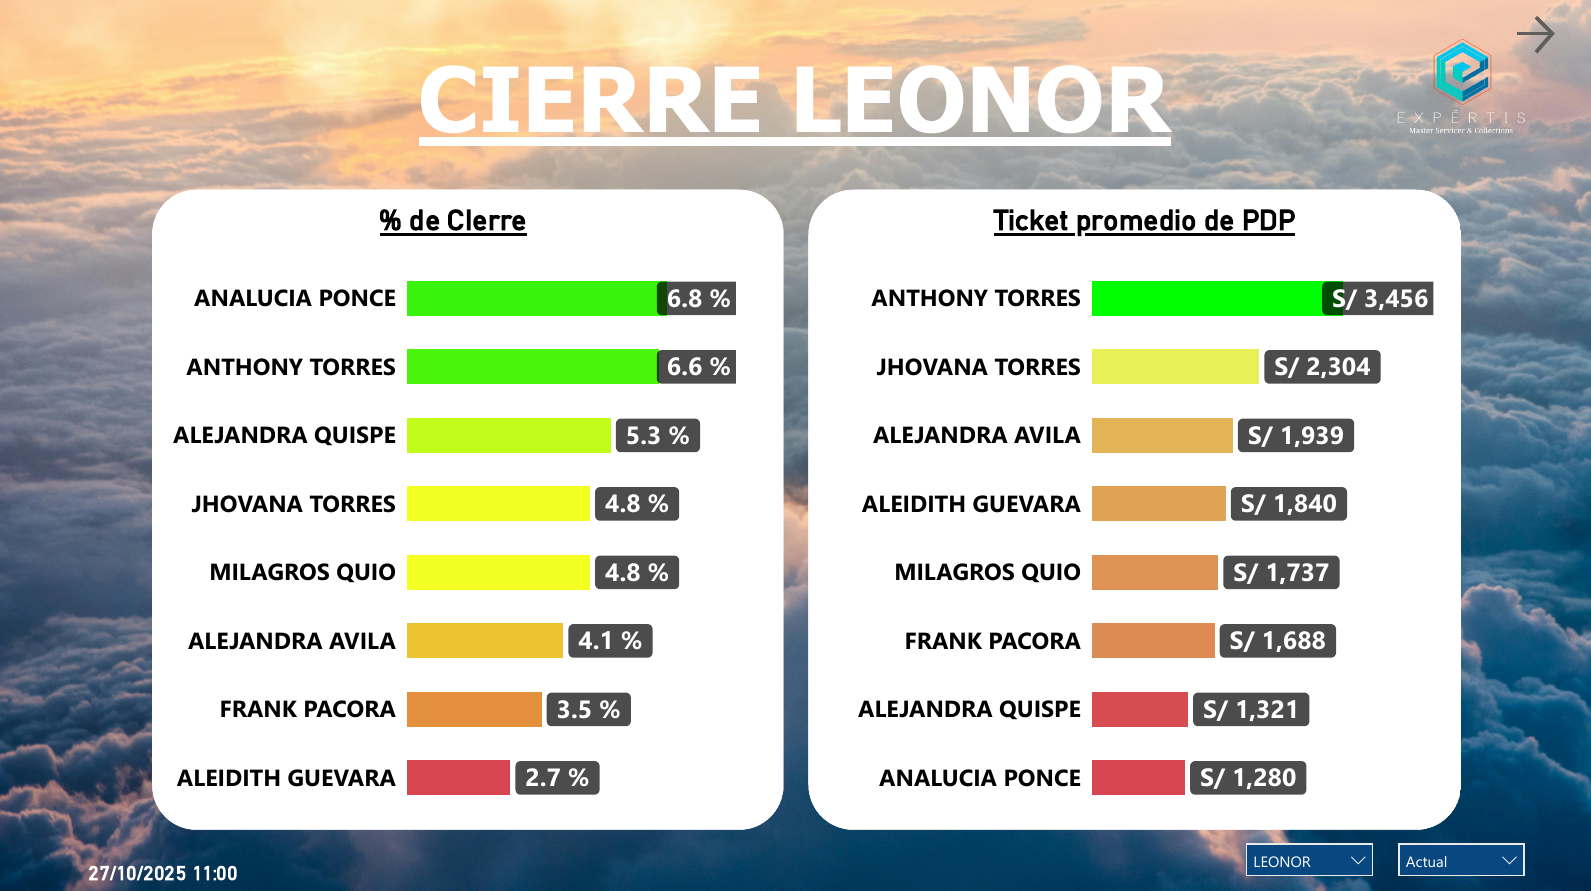 CIERRE LEONOR
EXPĒRTIS
Master Servicer & Collections
% de Cierre
ANALUCIA PONCE 6.8 %
ANTHONY TORRES 6.6 %
ALEJANDRA QUISPE 5.3 %
JHOVANA TORRES 4.8 %
MILAGROS QUIO 4.8 %
ALEJANDRA AVILA 4.1 %
FRANK PACORA 3.5 %
ALEIDITH GUEVARA 2.7 %
Ticket promedio de PDP
ANTHONY TORRES S/ 3,456
JHOVANA TORRES S/ 2,304
ALEJANDRA AVILA S/ 1,939
ALEIDITH GUEVARA S/ 1,840
MILAGROS QUIO S/ 1,737
FRANK PACORA S/ 1,688
ALEJANDRA QUISPE S/ 1,321
ANALUCIA PONCE S/ 1,280
27/10/2025 11:00
LEONOR
Actual